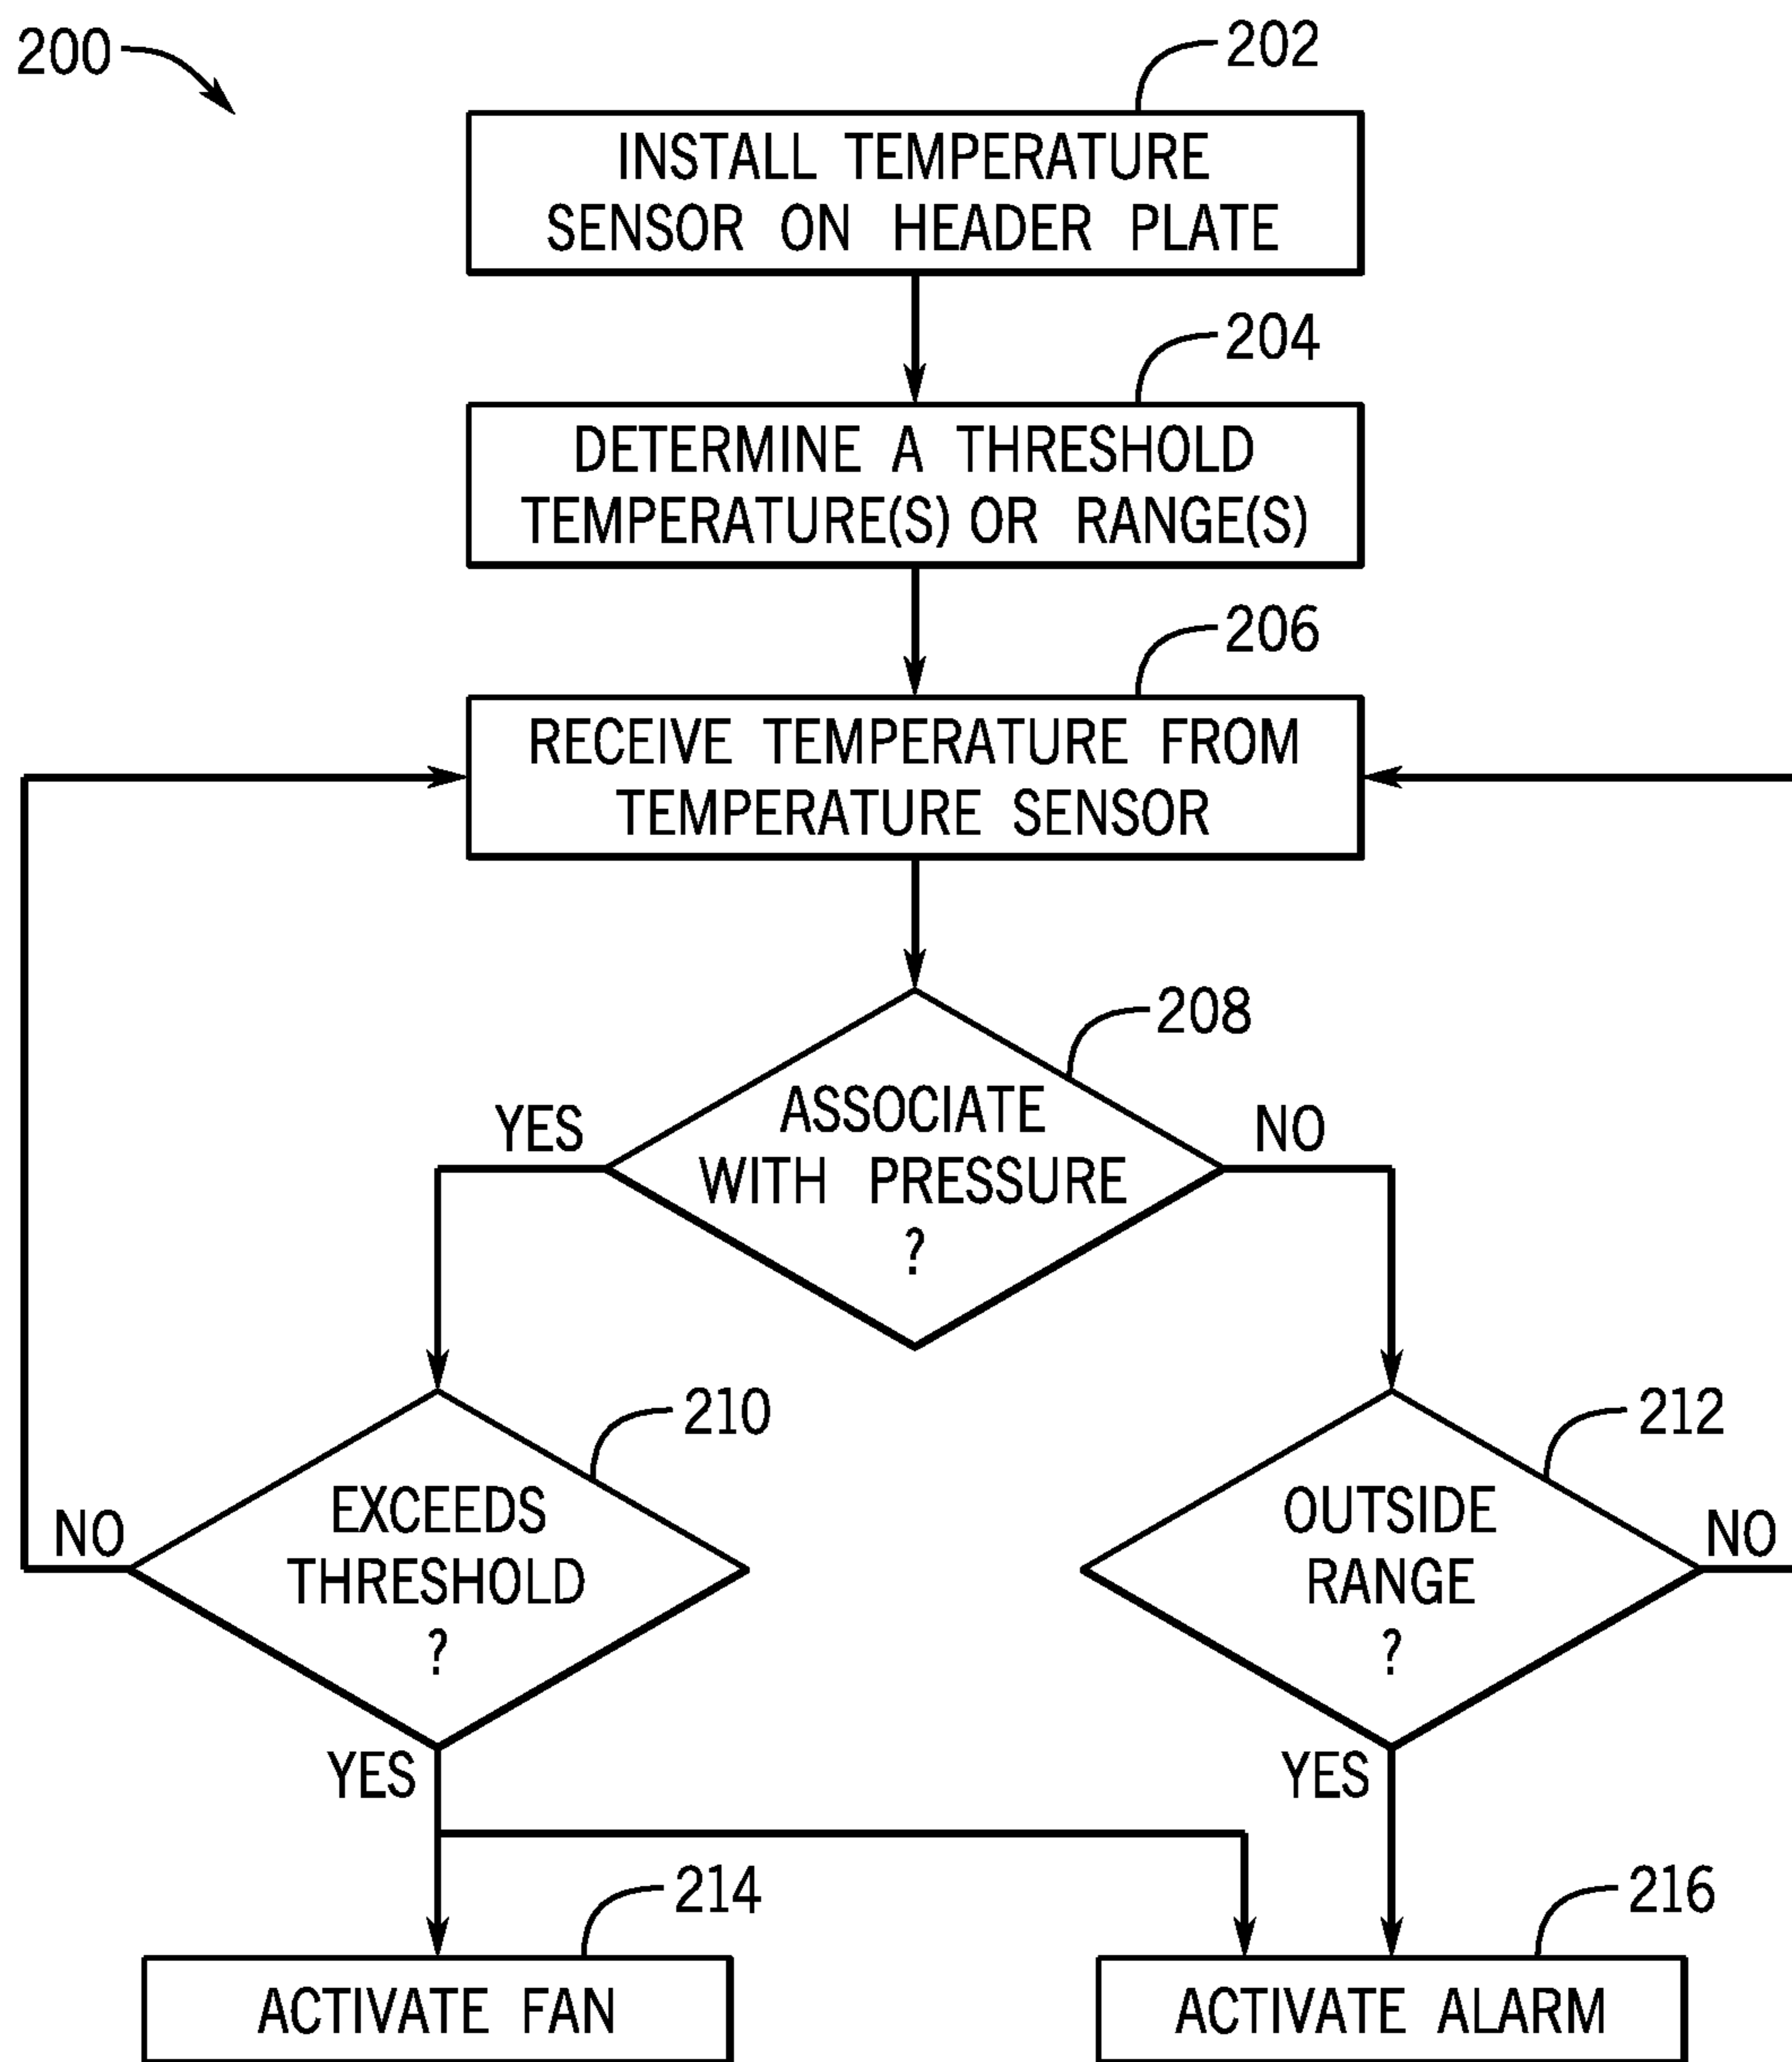 200
202
INSTALL TEMPERATURE
SENSOR ON HEADER PLATE
204
DETERMINE A THRESHOLD
TEMPERATURE(S) OR RANGE(S)
206
RECEIVE TEMPERATURE FROM
TEMPERATURE SENSOR
208
ASSOCIATE
WITH PRESSURE
?
YES
NO
210
EXCEEDS
THRESHOLD
?
NO
YES
212
OUTSIDE
RANGE
?
NO
YES
214
ACTIVATE FAN
216
ACTIVATE ALARM